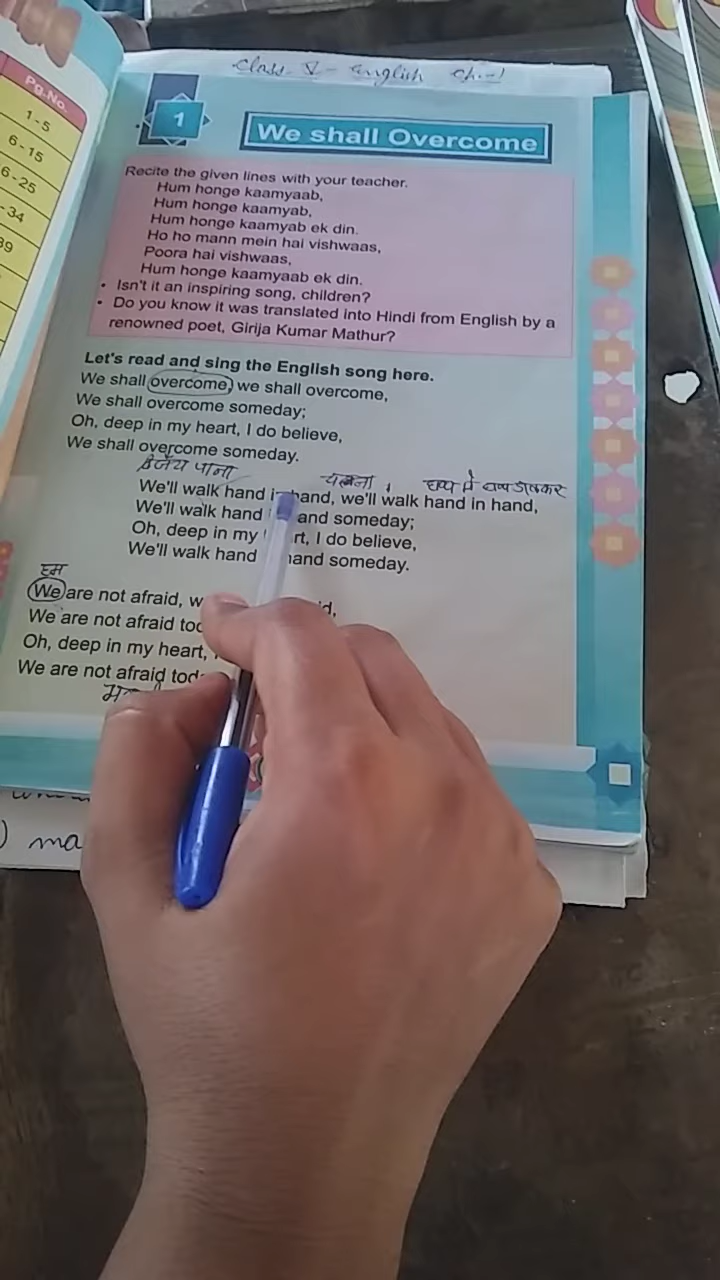 Pg.No.
1-5
6-15
6-25
-34
39
Class - V - English Ch-1
1
We shall Overcome
Recite the given lines with your teacher.
Hum honge kaamyaab,
Hum honge kaamyab,
Hum honge kaamyab ek din.
Ho ho mann mein hai vishwaas,
Poora hai vishwaas,
Hum honge kaamyaab ek din.
• Isn't it an inspiring song, children?
• Do you know it was translated into Hindi from English by a
renowned poet, Girija Kumar Mathur?
Let's read and sing the English song here.
We shall overcome, we shall overcome,
We shall overcome someday;
Oh, deep in my heart, I do believe,
We shall overcome someday.
विजय पाना चलना हाथ में हाथ डालकर
We'll walk hand in hand, we'll walk hand in hand,
We'll walk hand and someday;
Oh, deep in my rt, I do believe,
We'll walk hand hand someday.
हम
We are not afraid, w id,
We are not afraid tod
Oh, deep in my heart,
We are not afraid tod
) ma